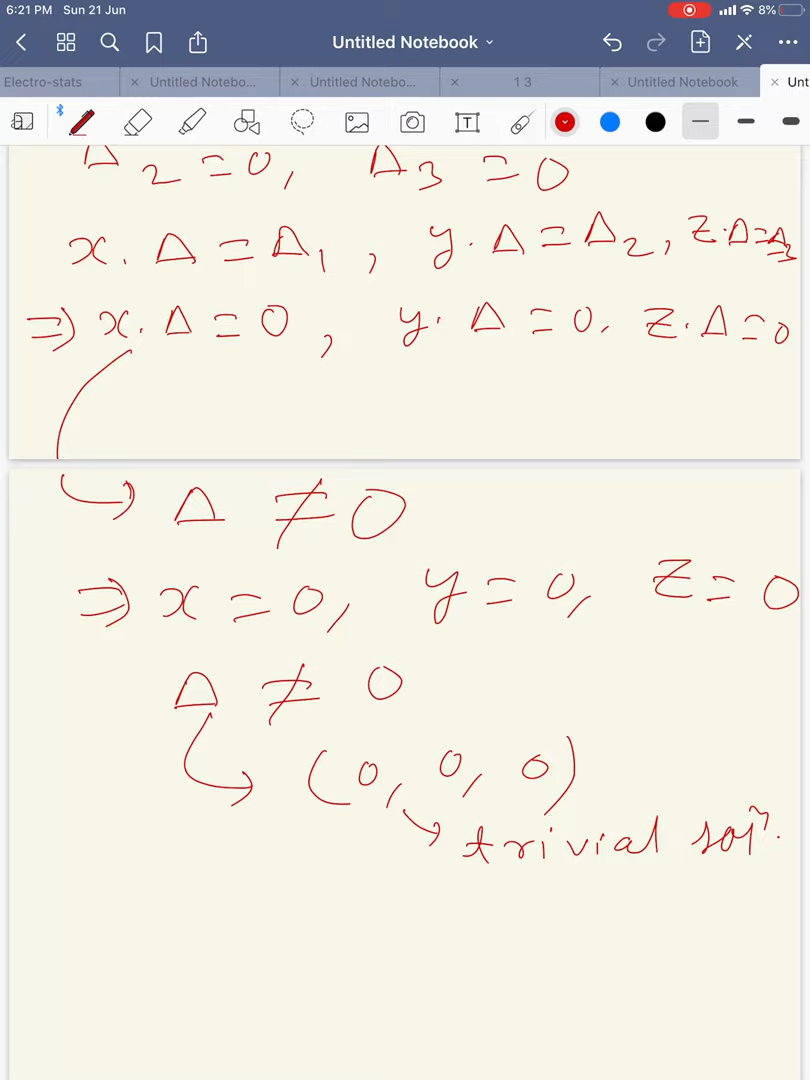 6:21 PM Sun 21 Jun 8%
Untitled Notebook
Electro-stats Untitled Notebo... Untitled Notebo... 1 3 Untitled Notebook Unt
Δ2 = 0, Δ3 = 0
x. Δ = Δ1, y. Δ = Δ2, z. Δ = Δ3
⇒ x. Δ = 0, y. Δ = 0. z. Δ = 0
Δ ≠ 0
⇒ x = 0, y = 0, z = 0
Δ ≠ 0
(0, 0, 0)
trivial solⁿ.